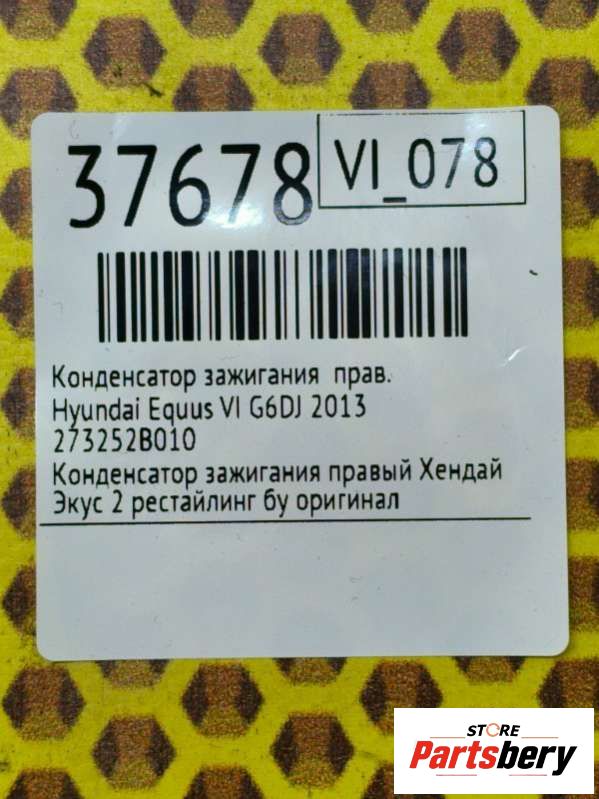 37678
VI_078
Конденсатор зажигания прав.
Hyundai Equus VI G6DJ 2013
273252B010
Конденсатор зажигания правый Хендай
Экус 2 рестайлинг бу оригинал
STORE
Partsbery